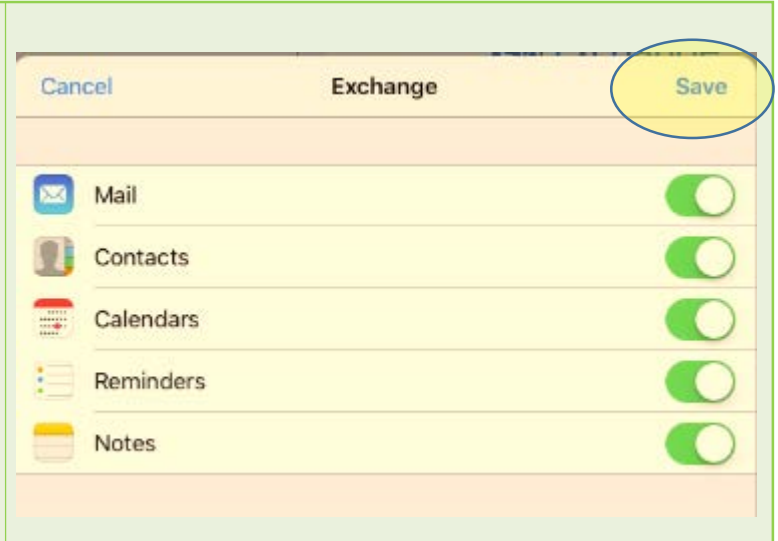 Cancel Exchange Save
Mail
Contacts
Calendars
Reminders
Notes